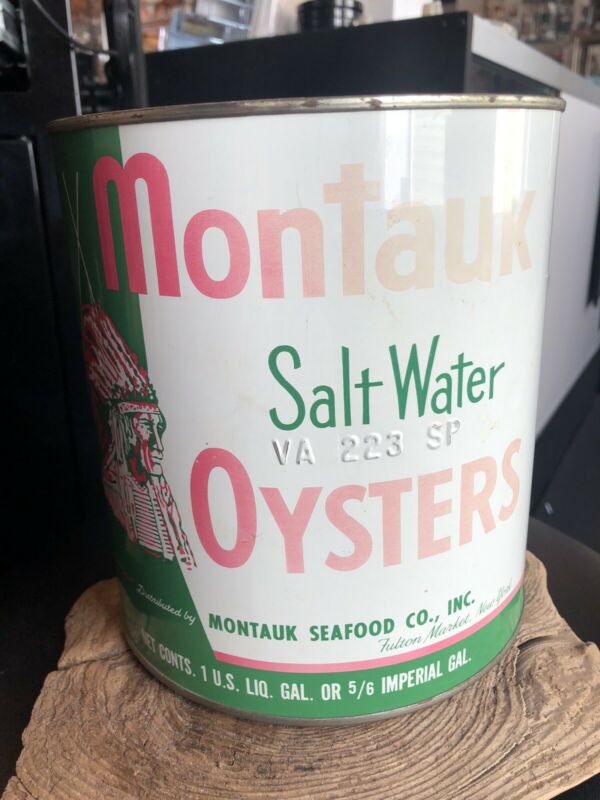 Montauk
Salt Water
VA 223 SP
OYSTERS
Distributed by
MONTAUK SEAFOOD CO., INC.
Fulton Market, New York
NET CONTS. 1 U.S. LIQ. GAL. OR 5/6 IMPERIAL GAL.